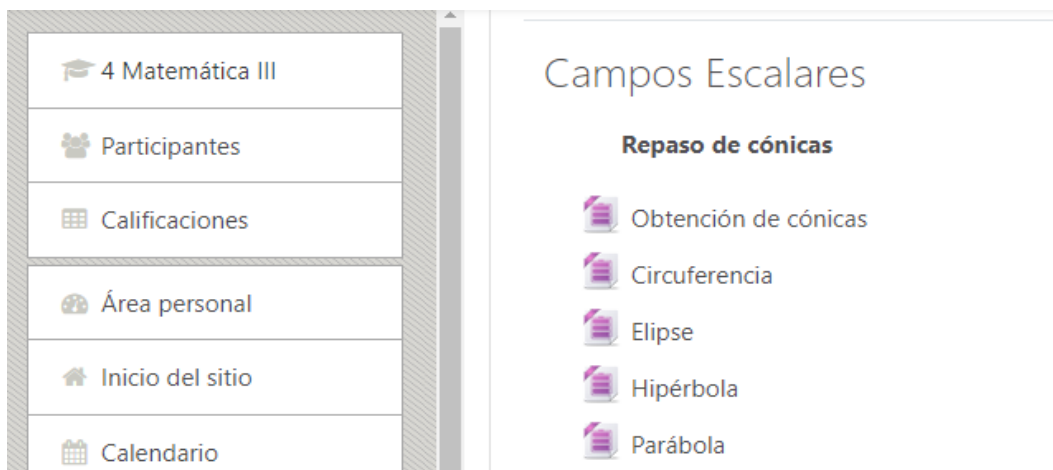 4 Matemática III
Participantes
Calificaciones
Área personal
Inicio del sitio
Calendario
Campos Escalares
Repaso de cónicas
Obtención de cónicas
Circuferencia
Elipse
Hipérbola
Parábola